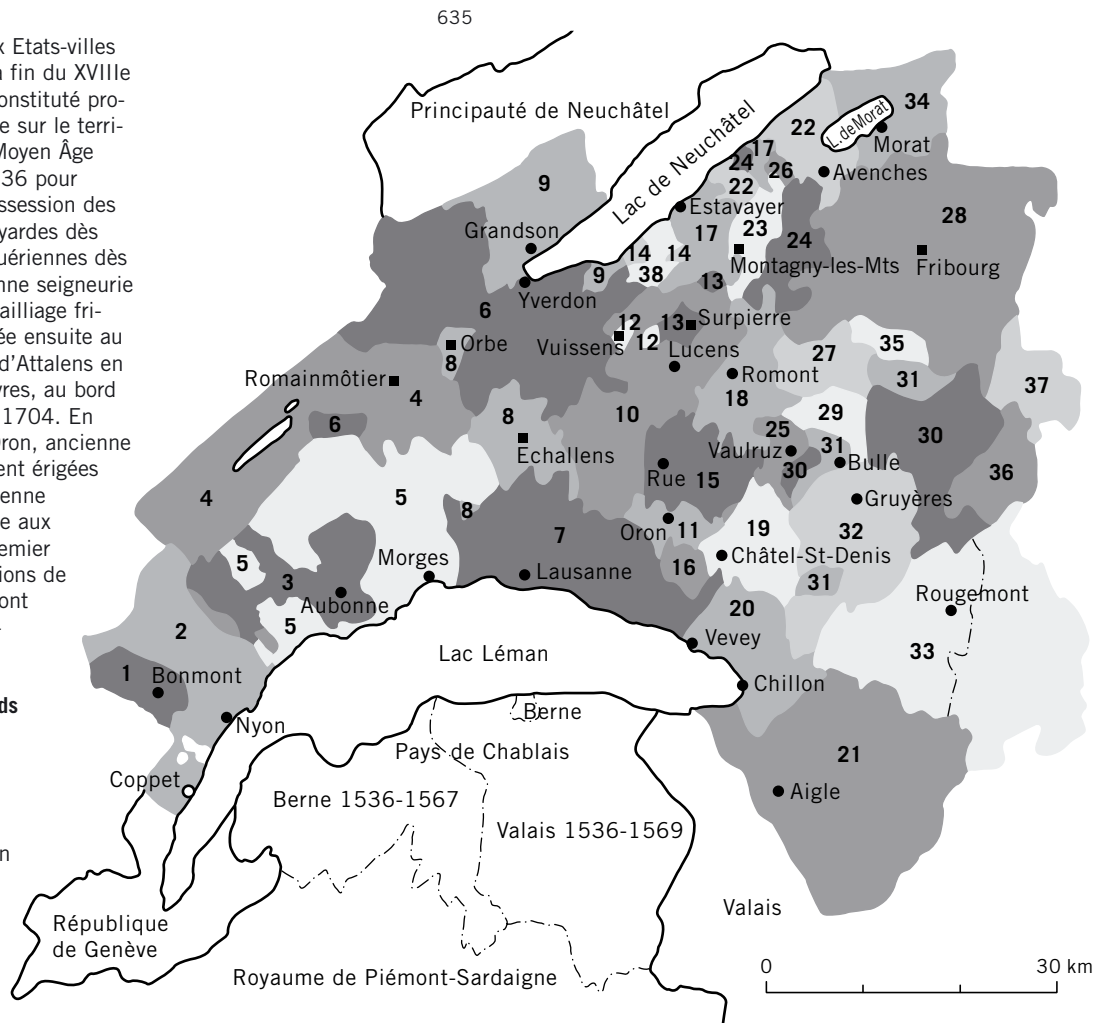 635
x Etats-villes
a fin du XVIIIe
onstituté pro-
e sur le terri-
Moyen Âge
36 pour
ssession des
yardes dès
uériennes dès
nne seigneurie
ailliage fri-
ée ensuite au
d'Attalens en
vres, au bord
1704. En
Oron, ancienne
ent érigées
enne
e aux
emier
ions de
ont
ds
n
Principauté de Neuchâtel
Lac de Neuchâtel
L. de Morat
34
22
Morat
17
24
26
Avenches
9
22
Estavayer
28
Grandson
17
23
24
14
14
Montagny-les-Mts
Fribourg
9
38
13
Yverdon
6
12
13
Surpierre
Orbe
Vuissens
12
Lucens
27
35
8
Romainmôtier
Romont
31
37
4
18
10
8
29
6
25
30
Echallens
Vaulruz
31
Bulle
Rue
15
30
36
4
5
Gruyères
8
Oron
11
19
32
7
Châtel-St-Denis
5
Morges
16
3
Lausanne
31
Aubonne
Rougemont
2
5
20
Vevey
33
Lac Léman
1
Bonmont
Chillon
Nyon
Berne
Pays de Chablais
21
Coppet
Berne 1536-1567
Aigle
Valais 1536-1569
République
de Genève
Valais
Royaume de Piémont-Sardaigne
0
30 km